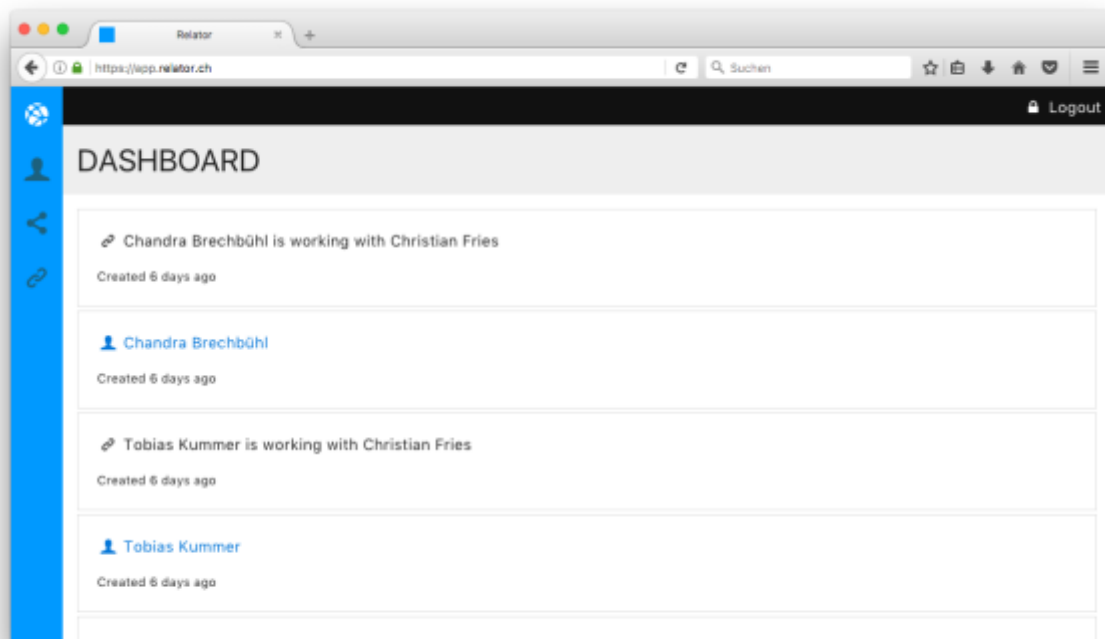 Relator
https://app.relator.ch
Suchen
Logout
DASHBOARD
Chandra Brechbühl is working with Christian Fries
Created 6 days ago
Chandra Brechbühl
Created 6 days ago
Tobias Kummer is working with Christian Fries
Created 6 days ago
Tobias Kummer
Created 6 days ago